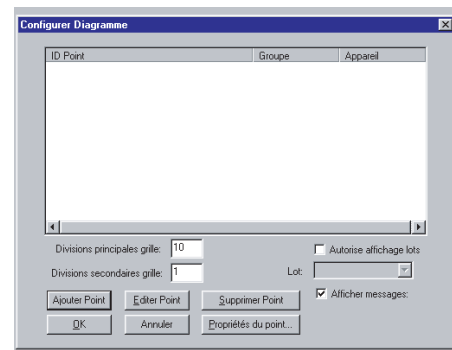 Configurer Diagramme
ID Point Groupe Appareil
Divisions principales grille: 10
Autorise affichage lots
Divisions secondaires grille: 1
Lot:
Ajouter Point Editer Point Supprimer Point
Afficher messages:
OK Annuler Propriétés du point...